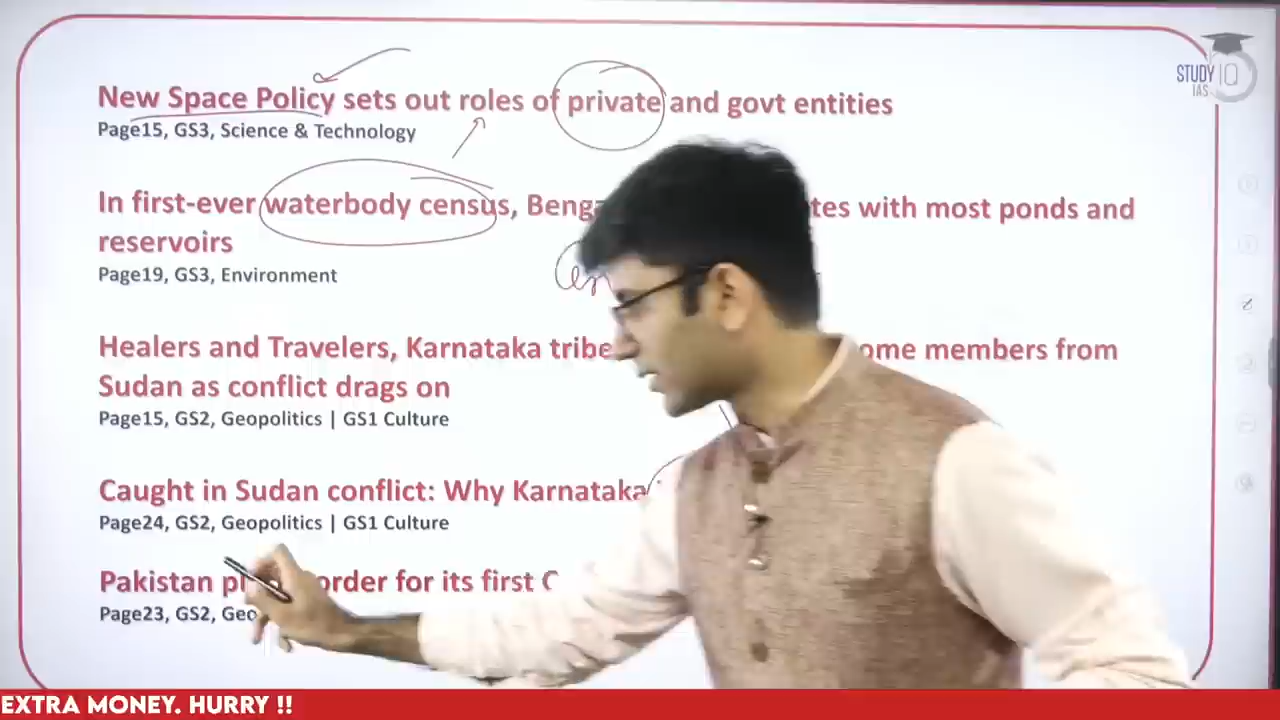 STUDY IQ
IAS
New Space Policy sets out roles of private and govt entities
Page15, GS3, Science & Technology
In first-ever waterbody census, Beng tes with most ponds and
reservoirs
Page19, GS3, Environment
Healers and Travelers, Karnataka tribe ome members from
Sudan as conflict drags on
Page15, GS2, Geopolitics | GS1 Culture
Caught in Sudan conflict: Why Karnataka
Page24, GS2, Geopolitics | GS1 Culture
Pakistan order for its first
Page23, GS2, Geo
EXTRA MONEY. HURRY !!